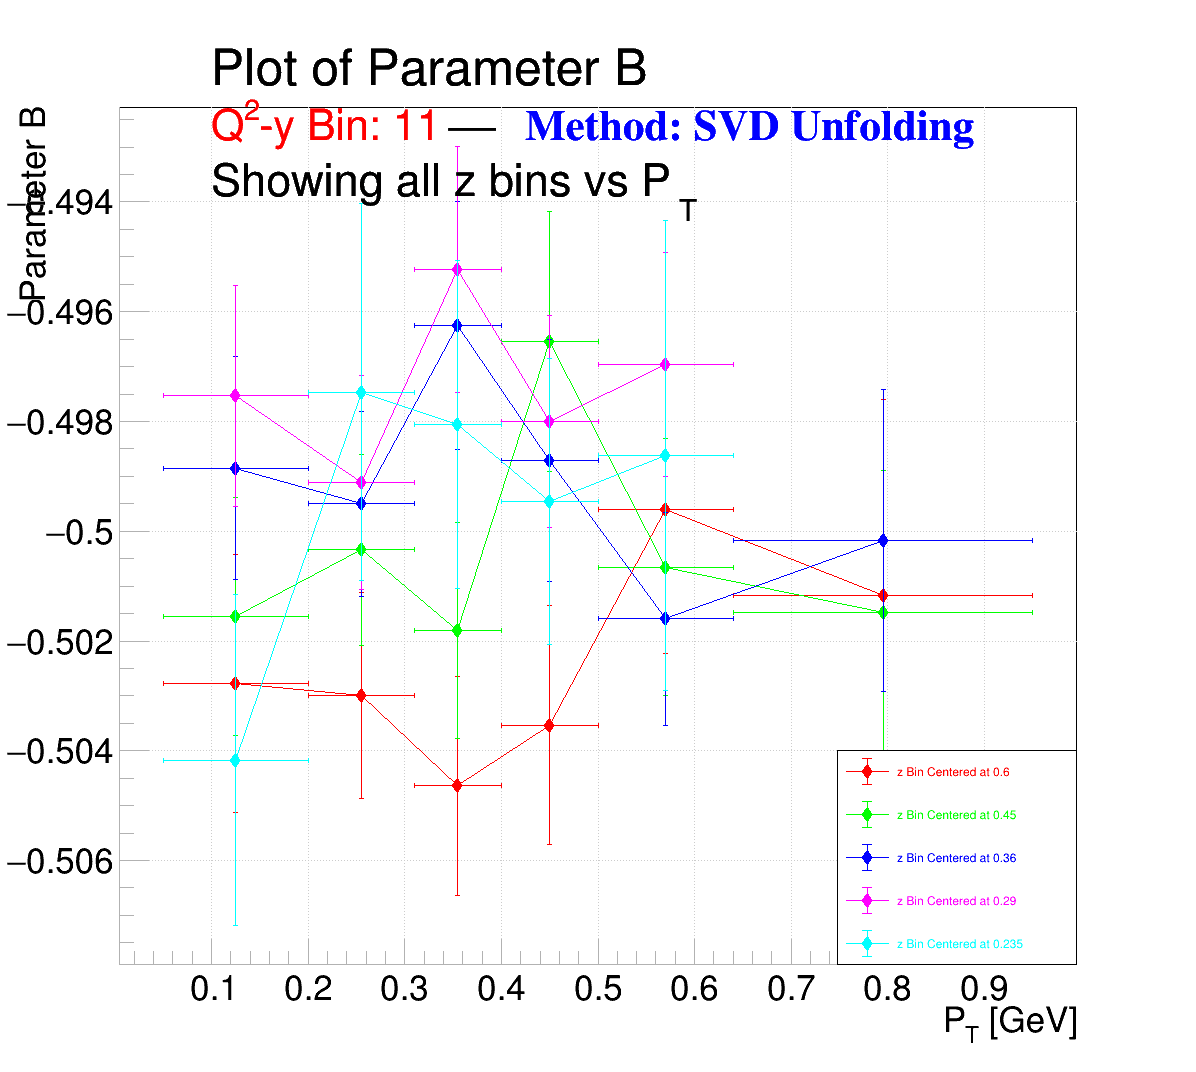 Plot of Parameter B
Q²-y Bin: 11 — Method: SVD Unfolding
Showing all z bins vs P_T
Parameter B
−0.494
−0.496
−0.498
−0.5
−0.502
−0.504
−0.506
z Bin Centered at 0.6
z Bin Centered at 0.45
z Bin Centered at 0.36
z Bin Centered at 0.29
z Bin Centered at 0.235
0.1 0.2 0.3 0.4 0.5 0.6 0.7 0.8 0.9
P_T [GeV]